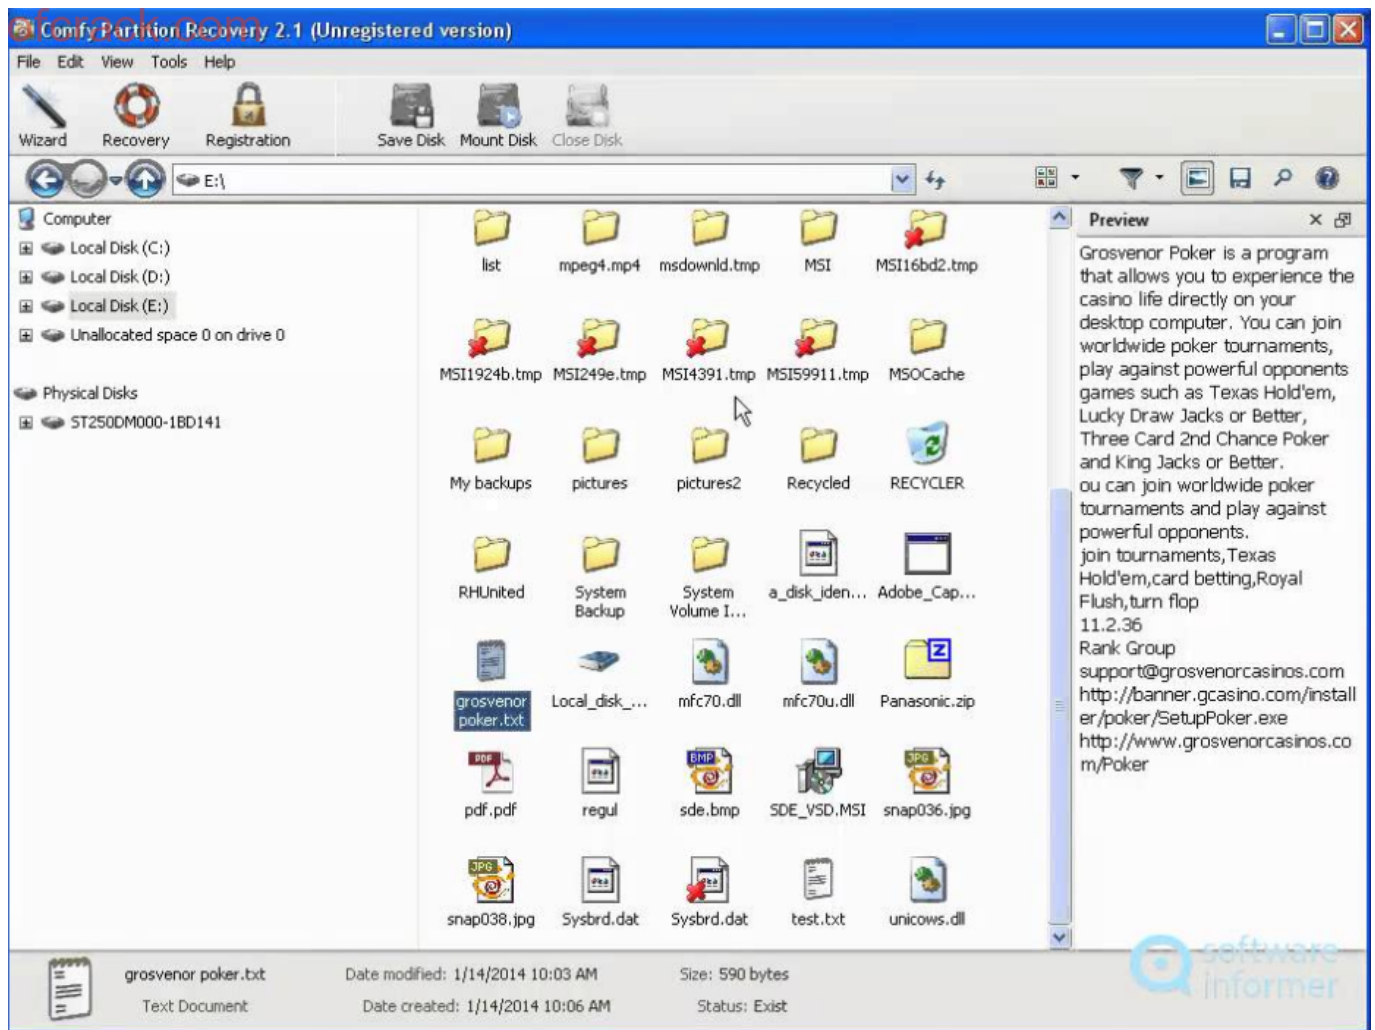 Comfy Partition Recovery 2.1 (Unregistered version)
File Edit View Tools Help
Wizard Recovery Registration Save Disk Mount Disk Close Disk
E:\
Computer
Local Disk (C:)
Local Disk (D:)
Local Disk (E:)
Unallocated space 0 on drive 0
Physical Disks
ST250DM000-1BD141
list mpeg4.mp4 msdownld.tmp MSI MSI16bd2.tmp
MSI1924b.tmp MSI249e.tmp MSI4391.tmp MSI59911.tmp MSOCache
My backups pictures pictures2 Recycled RECYCLER
RHUnited System System a_disk_iden... Adobe_Cap...
Backup Volume I...
grosvenor Local_disk_... mfc70.dll mfc70u.dll Panasonic.zip
poker.txt
PDF BMP JPG
pdf.pdf regul sde.bmp SDE_VSD.MSI snap036.jpg
JPG
snap038.jpg Sysbrd.dat Sysbrd.dat test.txt unicows.dll
Preview
Grosvenor Poker is a program
that allows you to experience the
casino life directly on your
desktop computer. You can join
worldwide poker tournaments,
play against powerful opponents
games such as Texas Hold'em,
Lucky Draw Jacks or Better,
Three Card 2nd Chance Poker
and King Jacks or Better.
ou can join worldwide poker
tournaments and play against
powerful opponents.
join tournaments,Texas
Hold'em,card betting,Royal
Flush,turn flop
11.2.36
Rank Group
support@grosvenorcasinos.com
http://banner.gcasino.com/install
er/poker/SetupPoker.exe
http://www.grosvenorcasinos.co
m/Poker
grosvenor poker.txt Date modified: 1/14/2014 10:03 AM Size: 590 bytes
Text Document Date created: 1/14/2014 10:06 AM Status: Exist
software
informer